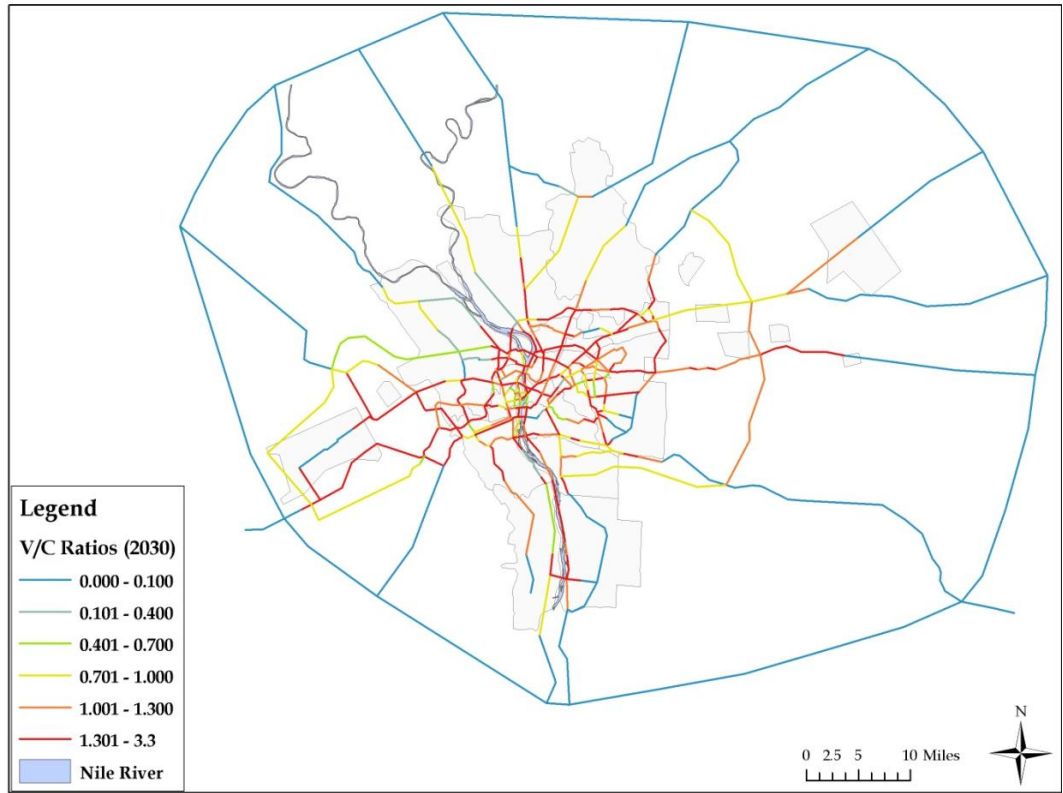 Legend
V/C Ratios (2030)
0.000 - 0.100
0.101 - 0.400
0.401 - 0.700
0.701 - 1.000
1.001 - 1.300
1.301 - 3.3
Nile River
0 2.5 5 10 Miles
N